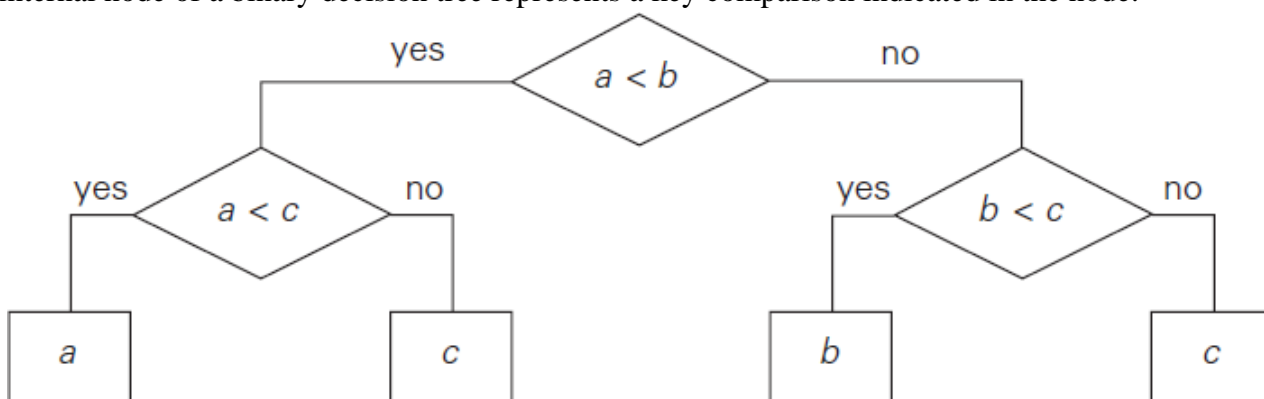 internal node of a binary decision tree represents a key comparison indicated in the node.
yes
a < b
no
yes
a < c
no
yes
b < c
no
a
c
b
c